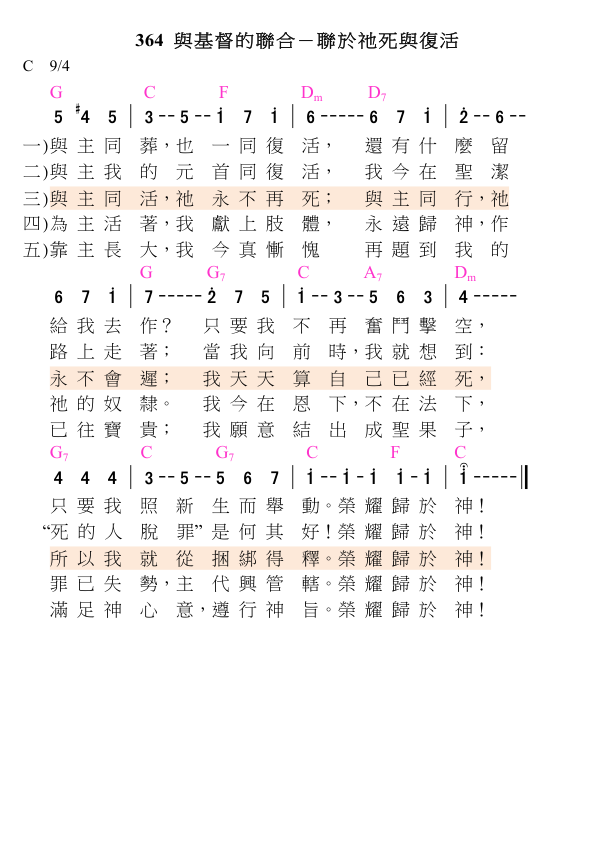 364 與基督的聯合－聯於祂死與復活
C 9/4
G C F Dm D7
5 #4 5 | 3 -- 5 -- i 7 i | 6 ----- 6 7 i | 2̇ -- 6 --
一)與主同葬，也一同復活， 還有什麼留
二)與主我的元首同復活， 我今在聖潔
三)與主同活，祂永不再死； 與主同行，祂
四)為主活著，我獻上肢體， 永遠歸神，作
五)靠主長大，我今真慚愧 再題到我的
G G7 C A7 Dm
6 7 i | 7 ----- 2̇ 7 5 | i -- 3 -- 5 6 3 | 4 -----
給我去作？ 只要我不再奮鬥擊空，
路上走著； 當我向前時，我就想到：
永不會遲； 我天天算自己已經死，
祂的奴隸。 我今在恩下，不在法下，
已往寶貴； 我願意結出成聖果子，
G7 C G7 C F C
4 4 4 | 3 -- 5 -- 5 6 7 | i -- i - i i - i | i -----‖
只要我照新生而舉動。榮耀歸於神！
“死的人脫罪”是何其好！榮耀歸於神！
所以我就從捆綁得釋。榮耀歸於神！
罪已失勢，主代興管轄。榮耀歸於神！
滿足神心意，遵行神旨。榮耀歸於神！